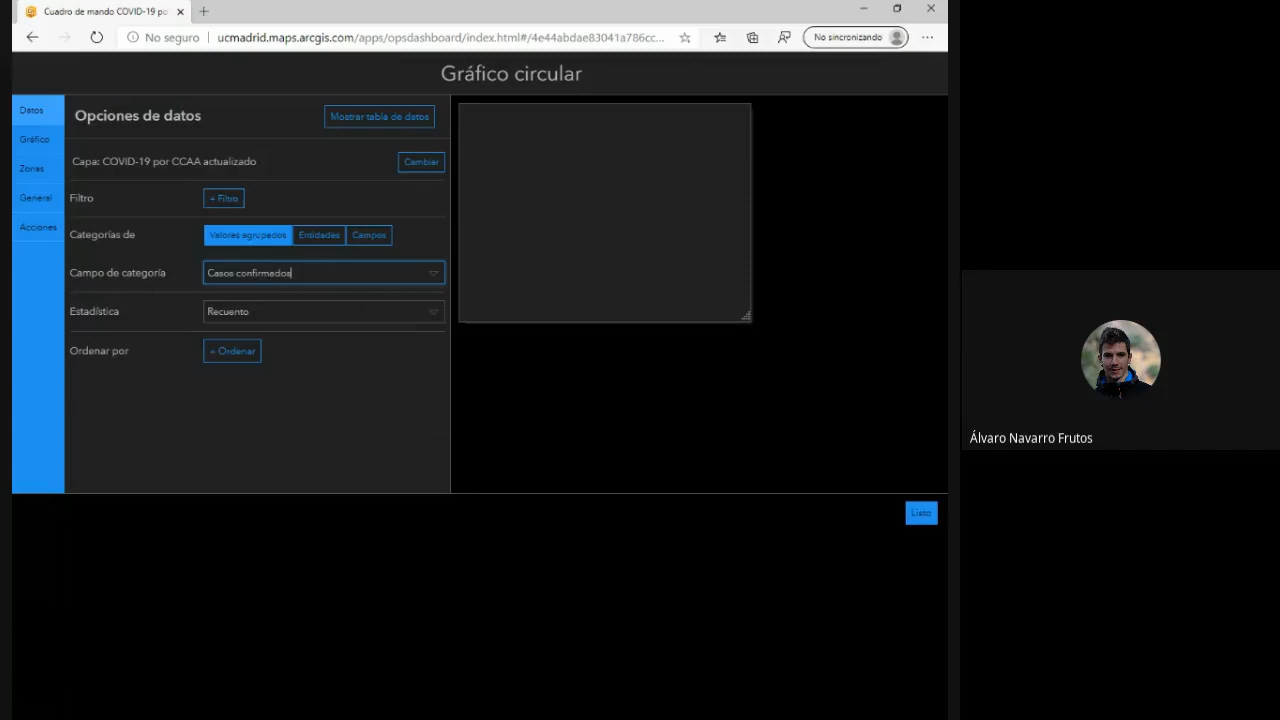 Cuadro de mando COVID-19 po
No seguro
ucmadrid.maps.arcgis.com/apps/opsdashboard/index.html#/4e44abdae83041a786cc...
No sincronizando
Gráfico circular
Datos
Gráfico
Zonas
General
Acciones
Opciones de datos
Mostrar tabla de datos
Capa: COVID-19 por CCAA actualizado
Cambiar
Filtro
+ Filtro
Categorías de
Valores agrupados
Entidades
Campos
Campo de categoría
Casos confirmados
Estadística
Recuento
Ordenar por
+ Ordenar
Listo
Álvaro Navarro Frutos